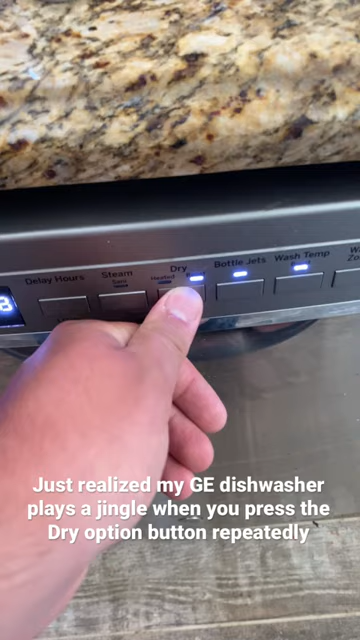 Delay Hours
Steam
Sani
Dry
Heated
Bottle Jets
Wash Temp
Just realized my GE dishwasher
plays a jingle when you press the
Dry option button repeatedly